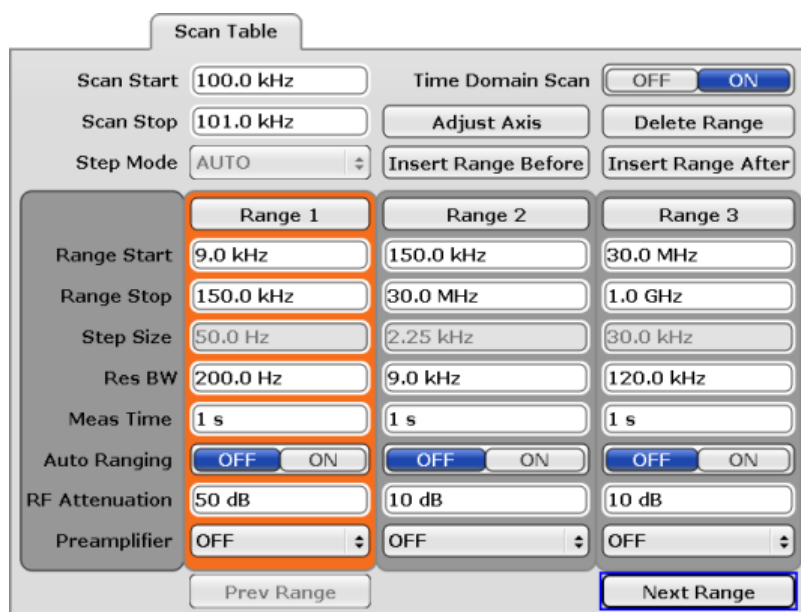 Scan Table
Scan Start 100.0 kHz Time Domain Scan OFF ON
Scan Stop 101.0 kHz Adjust Axis Delete Range
Step Mode AUTO Insert Range Before Insert Range After
Range 1 Range 2 Range 3
Range Start 9.0 kHz 150.0 kHz 30.0 MHz
Range Stop 150.0 kHz 30.0 MHz 1.0 GHz
Step Size 50.0 Hz 2.25 kHz 30.0 kHz
Res BW 200.0 Hz 9.0 kHz 120.0 kHz
Meas Time 1 s 1 s 1 s
Auto Ranging OFF ON OFF ON OFF ON
RF Attenuation 50 dB 10 dB 10 dB
Preamplifier OFF OFF OFF
Prev Range Next Range